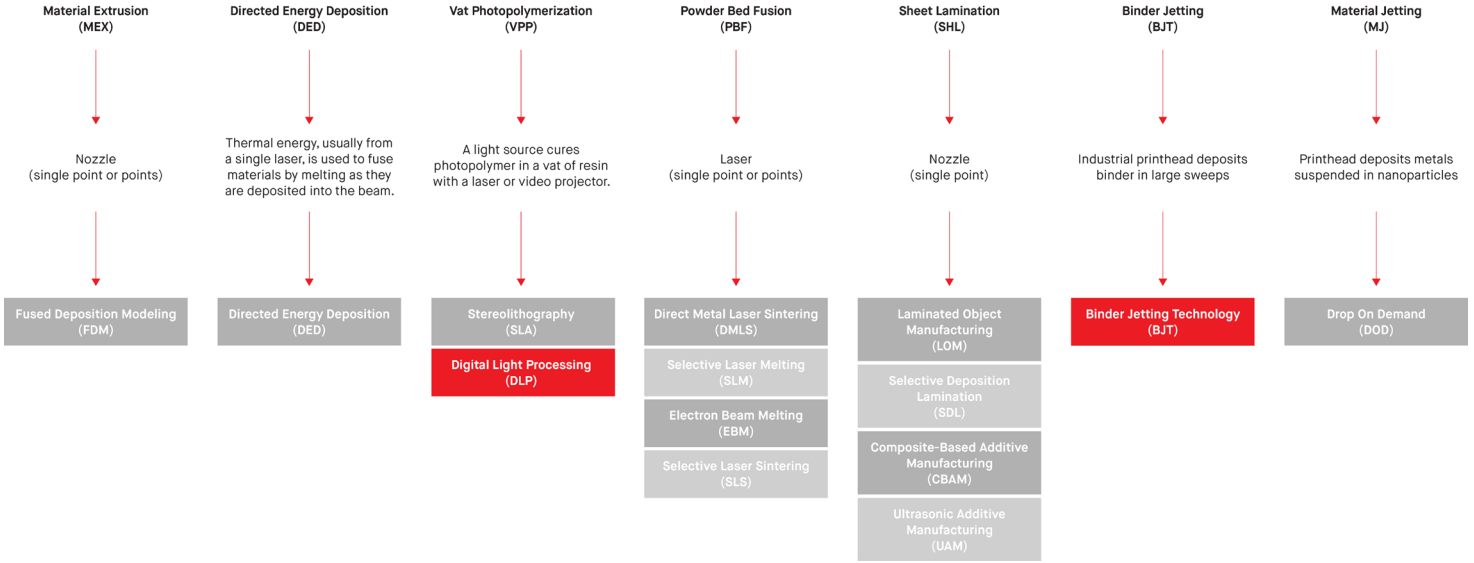 Material Extrusion
(MEX)
Nozzle
(single point or points)
Fused Deposition Modeling
(FDM)
Directed Energy Deposition
(DED)
Thermal energy, usually from
a single laser, is used to fuse
materials by melting as they
are deposited into the beam.
Directed Energy Deposition
(DED)
Vat Photopolymerization
(VPP)
A light source cures
photopolymer in a vat of resin
with a laser or video projector.
Stereolithography
(SLA)
Digital Light Processing
(DLP)
Powder Bed Fusion
(PBF)
Laser
(single point or points)
Direct Metal Laser Sintering
(DMLS)
Selective Laser Melting
(SLM)
Electron Beam Melting
(EBM)
Selective Laser Sintering
(SLS)
Sheet Lamination
(SHL)
Nozzle
(single point)
Laminated Object
Manufacturing
(LOM)
Selective Deposition
Lamination
(SDL)
Composite-Based Additive
Manufacturing
(CBAM)
Ultrasonic Additive
Manufacturing
(UAM)
Binder Jetting
(BJT)
Industrial printhead deposits
binder in large sweeps
Binder Jetting Technology
(BJT)
Material Jetting
(MJ)
Printhead deposits metals
suspended in nanoparticles
Drop On Demand
(DOD)